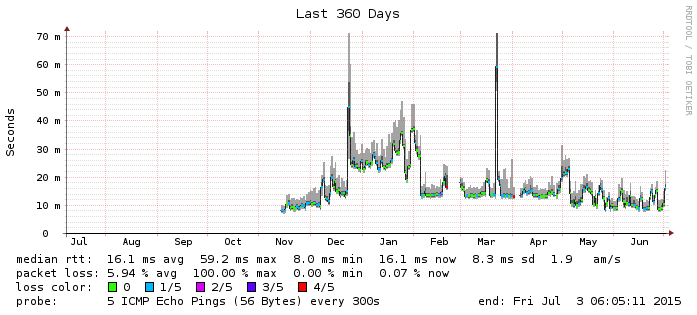 Last 360 Days
RRDTOOL / TOBI OETIKER
Seconds
70 m
60 m
50 m
40 m
30 m
20 m
10 m
0
Jul Aug Sep Oct Nov Dec Jan Feb Mar Apr May Jun
median rtt: 16.1 ms avg 59.2 ms max 8.0 ms min 16.1 ms now 8.3 ms sd 1.9 am/s
packet loss: 5.94 % avg 100.00 % max 0.00 % min 0.07 % now
loss color: 0 1/5 2/5 3/5 4/5
probe: 5 ICMP Echo Pings (56 Bytes) every 300s end: Fri Jul 3 06:05:11 2015